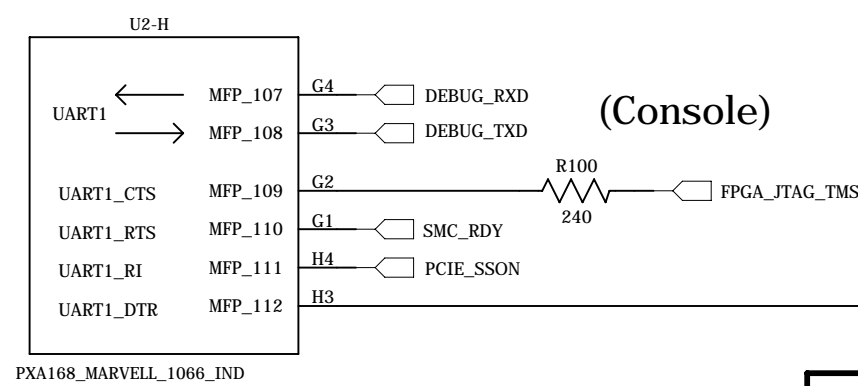 U2-H
MFP_107 G4 DEBUG_RXD
UART1
MFP_108 G3 DEBUG_TXD
(Console)
R100
UART1_CTS MFP_109 G2 FPGA_JTAG_TMS
240
UART1_RTS MFP_110 G1 SMC_RDY
UART1_RI MFP_111 H4 PCIE_SSON
UART1_DTR MFP_112 H3
PXA168_MARVELL_1066_IND